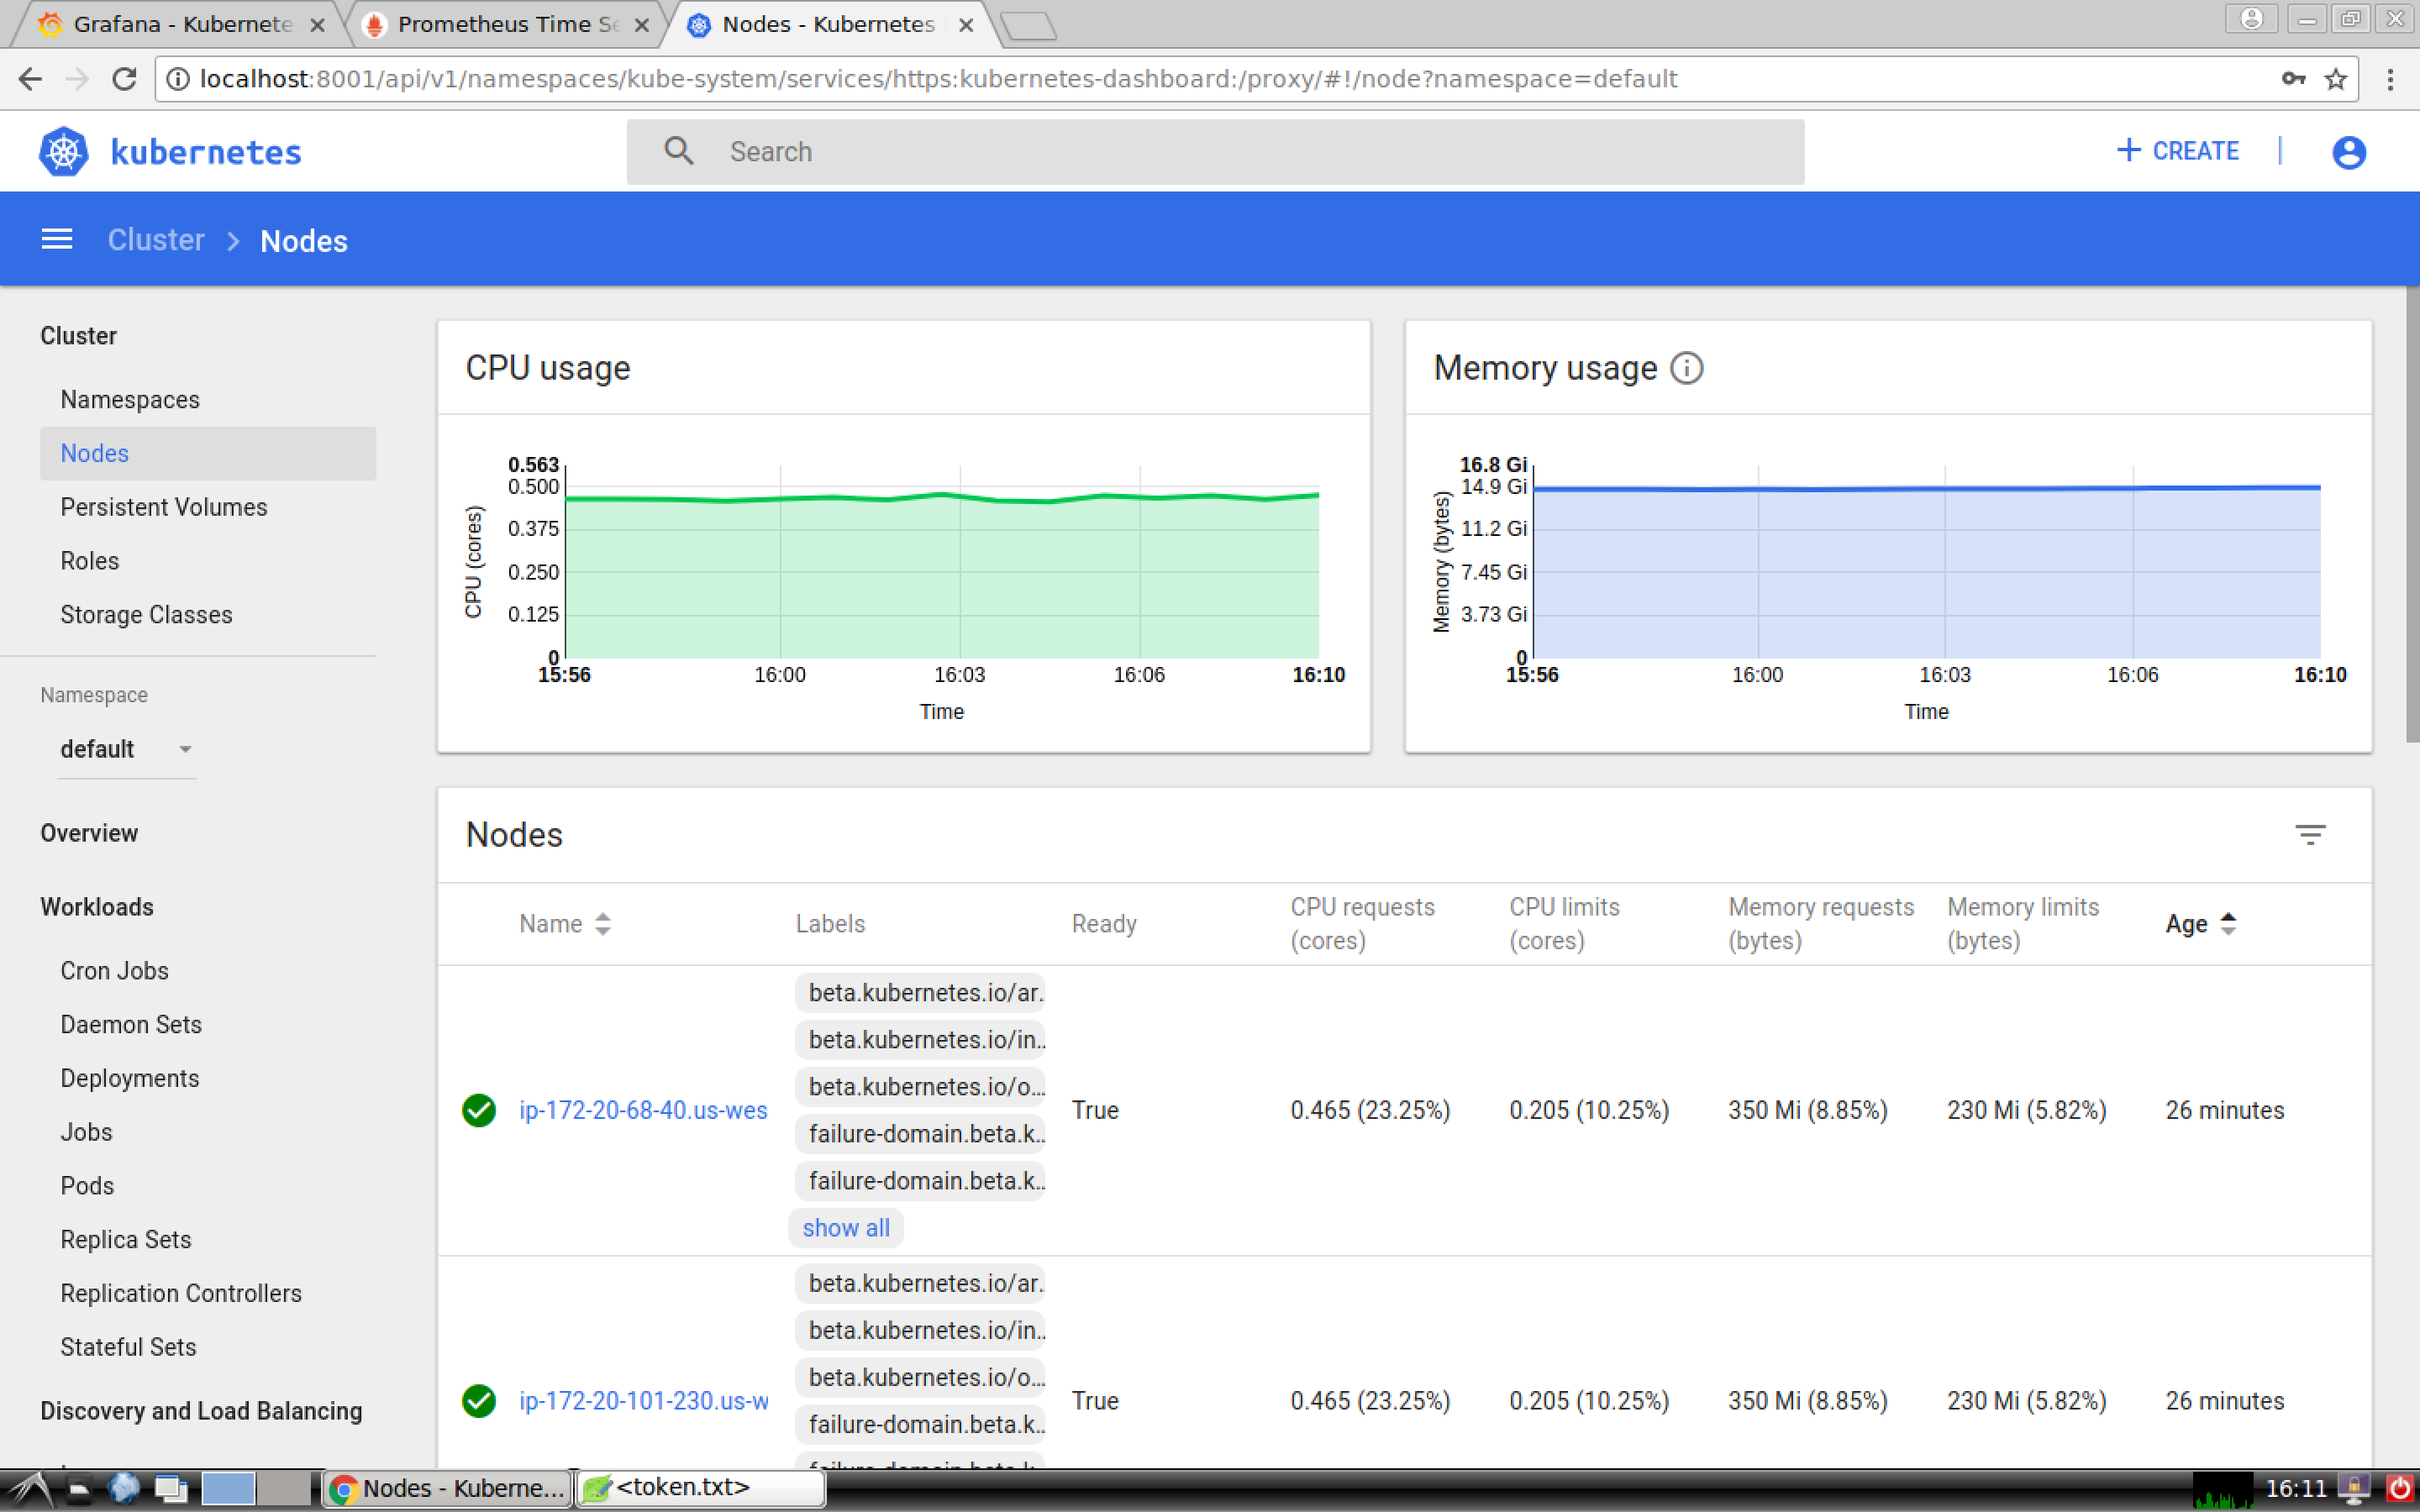 Grafana - Kubernete
Prometheus Time Se
Nodes - Kubernetes
localhost:8001/api/v1/namespaces/kube-system/services/https:kubernetes-dashboard:/proxy/#!/node?namespace=default
kubernetes
Search
+ CREATE
Cluster > Nodes
Cluster
Namespaces
Nodes
Persistent Volumes
Roles
Storage Classes
Namespace
default
Overview
Workloads
Cron Jobs
Daemon Sets
Deployments
Jobs
Pods
Replica Sets
Replication Controllers
Stateful Sets
Discovery and Load Balancing
CPU usage
CPU (cores)
0.563
0.500
0.375
0.250
0.125
0
15:56 16:00 16:03 16:06 16:10
Time
Memory usage
Memory (bytes)
16.8 Gi
14.9 Gi
11.2 Gi
7.45 Gi
3.73 Gi
0
15:56 16:00 16:03 16:06 16:10
Time
Nodes
Name Labels Ready CPU requests (cores) CPU limits (cores) Memory requests (bytes) Memory limits (bytes) Age
beta.kubernetes.io/ar..
beta.kubernetes.io/in..
beta.kubernetes.io/o...
ip-172-20-68-40.us-wes True 0.465 (23.25%) 0.205 (10.25%) 350 Mi (8.85%) 230 Mi (5.82%) 26 minutes
failure-domain.beta.k..
failure-domain.beta.k..
show all
beta.kubernetes.io/ar..
beta.kubernetes.io/in..
beta.kubernetes.io/o...
ip-172-20-101-230.us-w True 0.465 (23.25%) 0.205 (10.25%) 350 Mi (8.85%) 230 Mi (5.82%) 26 minutes
failure-domain.beta.k..
Nodes - Kuberne...
<token.txt>
16:11